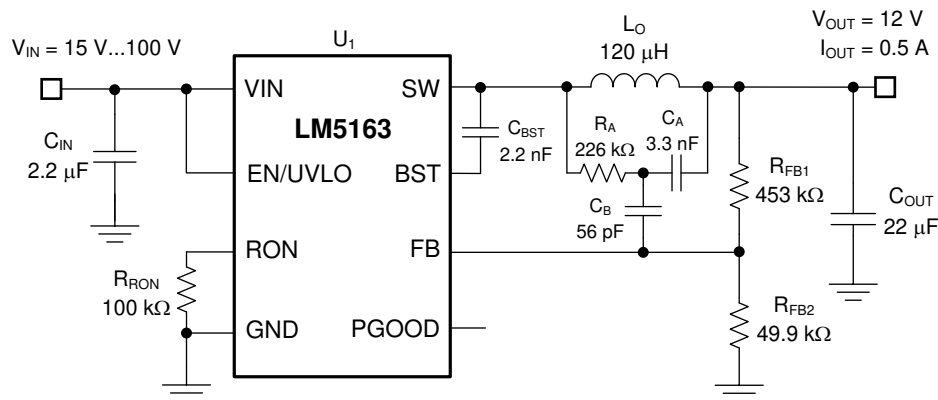 V_OUT = 12 V
I_OUT = 0.5 A
V_IN = 15 V...100 V
U_1
L_O
120 μH
VIN
SW
LM5163
C_IN
2.2 μF
EN/UVLO
BST
C_BST
2.2 nF
R_A
226 kΩ
C_A
3.3 nF
C_B
56 pF
R_FB1
453 kΩ
C_OUT
22 μF
RON
FB
R_RON
100 kΩ
GND
PGOOD
R_FB2
49.9 kΩ